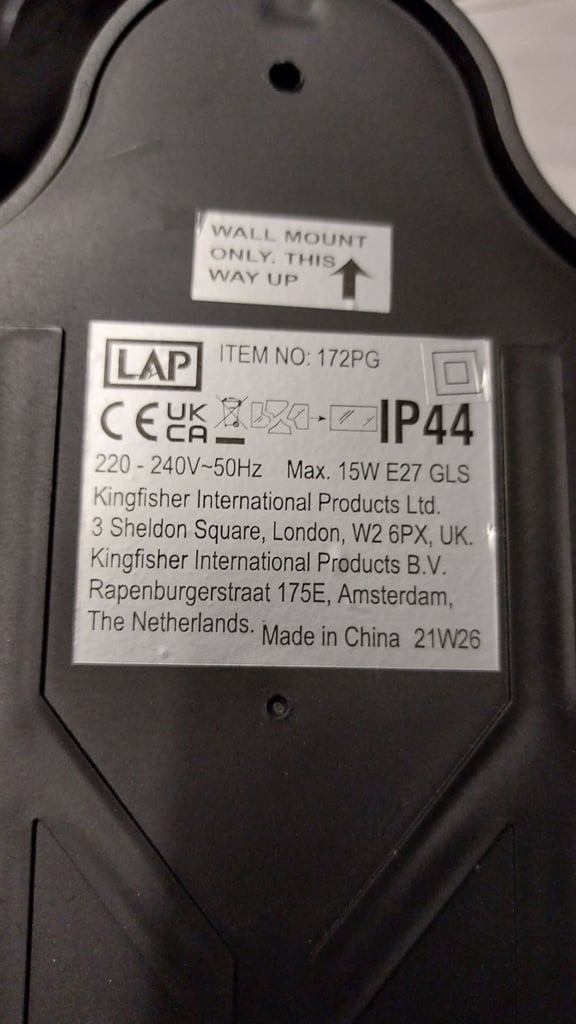 WALL MOUNT
ONLY. THIS
WAY UP
LAP ITEM NO: 172PG
CE UK CA IP44
220 - 240V~50Hz Max. 15W E27 GLS
Kingfisher International Products Ltd.
3 Sheldon Square, London, W2 6PX, UK.
Kingfisher International Products B.V.
Rapenburgerstraat 175E, Amsterdam,
The Netherlands. Made in China 21W26